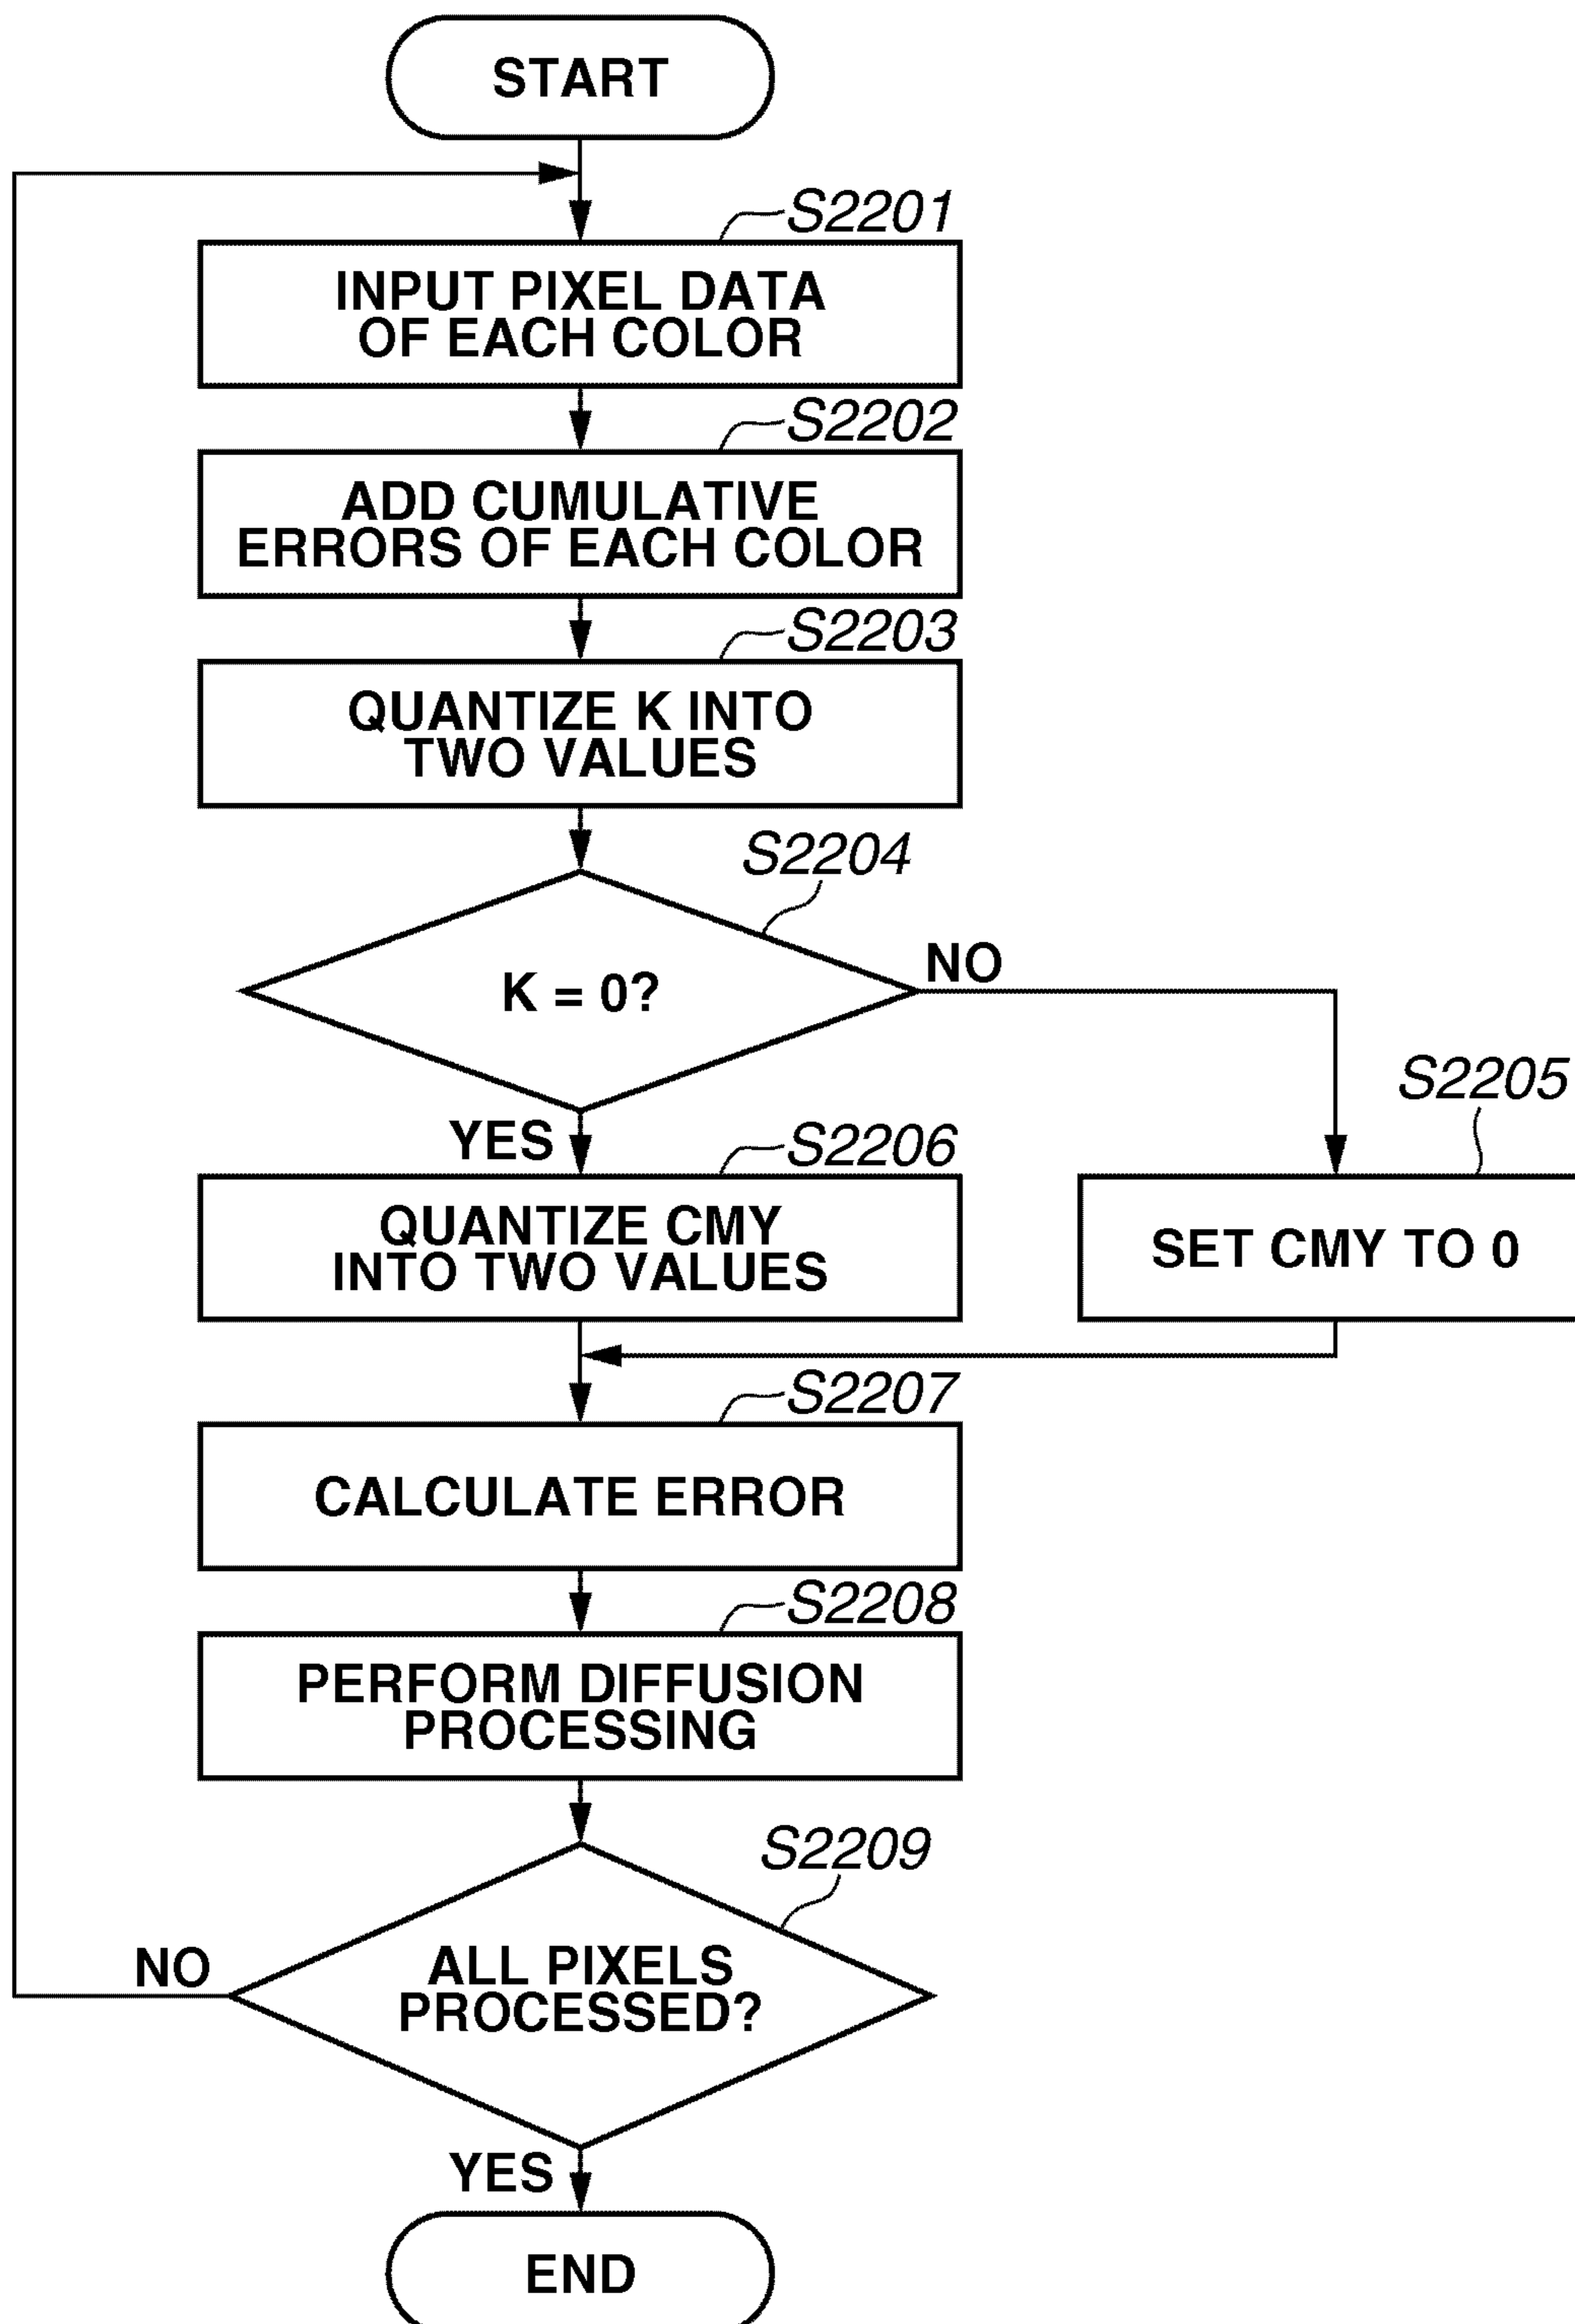 START
S2201
INPUT PIXEL DATA
OF EACH COLOR
S2202
ADD CUMULATIVE
ERRORS OF EACH COLOR
S2203
QUANTIZE K INTO
TWO VALUES
S2204
K = 0?
NO
YES
S2205
SET CMY TO 0
S2206
QUANTIZE CMY
INTO TWO VALUES
S2207
CALCULATE ERROR
S2208
PERFORM DIFFUSION
PROCESSING
S2209
ALL PIXELS
PROCESSED?
NO
YES
END